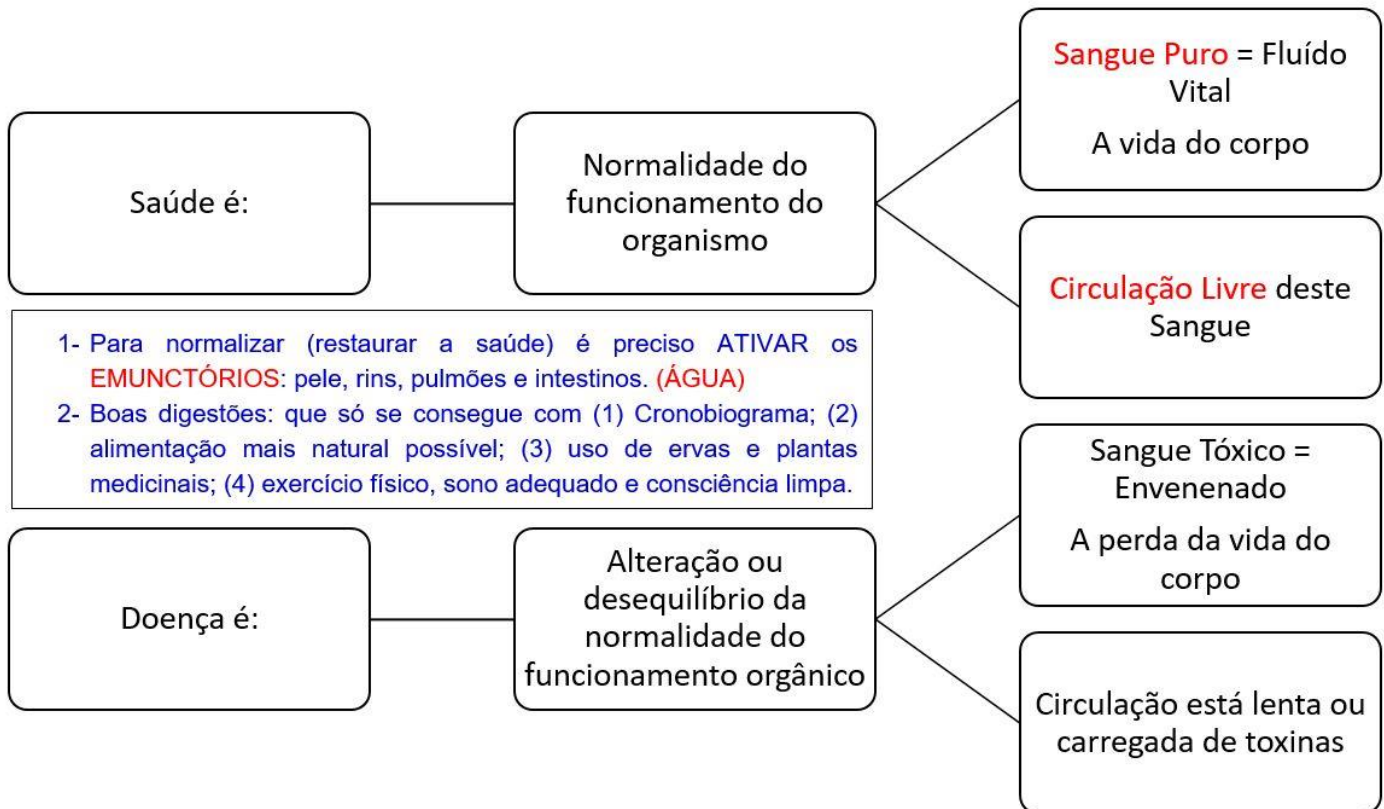 Saúde é:
Normalidade do
funcionamento do
organismo
Sangue Puro = Fluído
Vital
A vida do corpo
Circulação Livre deste
Sangue
1- Para normalizar (restaurar a saúde) é preciso ATIVAR os
EMUNCTÓRIOS: pele, rins, pulmões e intestinos. (ÁGUA)
2- Boas digestões: que só se consegue com (1) Cronobiograma; (2)
alimentação mais natural possível; (3) uso de ervas e plantas
medicinais; (4) exercício físico, sono adequado e consciência limpa.
Doença é:
Alteração ou
desequilíbrio da
normalidade do
funcionamento orgânico
Sangue Tóxico =
Envenenado
A perda da vida do
corpo
Circulação está lenta ou
carregada de toxinas